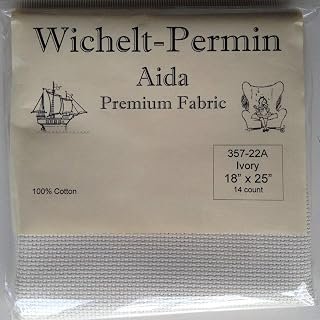 Wichelt-Permin
Aida
Premium Fabric
357-22A
Ivory
18" x 25"
14 count
100% Cotton